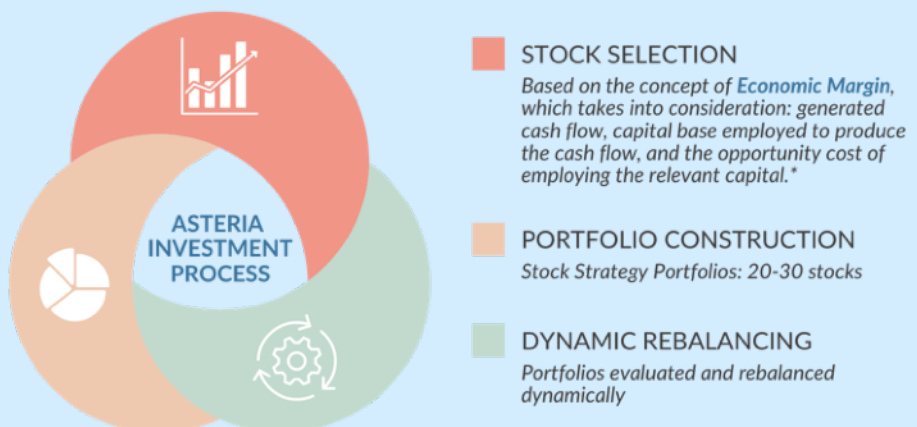 ASTERIA
INVESTMENT
PROCESS
STOCK SELECTION
Based on the concept of Economic Margin,
which takes into consideration: generated
cash flow, capital base employed to produce
the cash flow, and the opportunity cost of
employing the relevant capital.*
PORTFOLIO CONSTRUCTION
Stock Strategy Portfolios: 20-30 stocks
DYNAMIC REBALANCING
Portfolios evaluated and rebalanced
dynamically